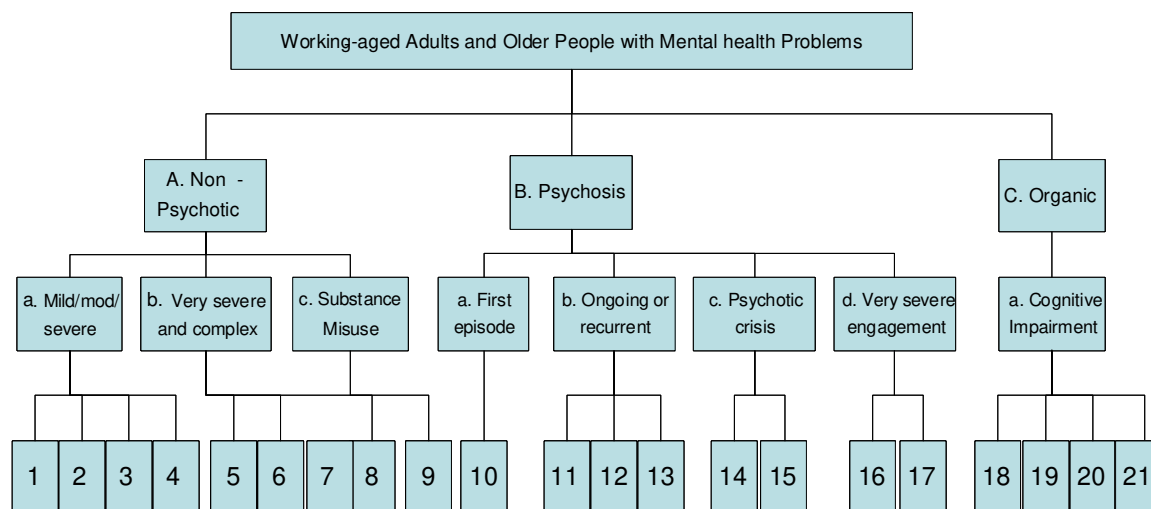 Working-aged Adults and Older People with Mental health Problems
A. Non -
Psychotic
B. Psychosis
C. Organic
a. Mild/mod/
severe
b. Very severe
and complex
c. Substance
Misuse
a. First
episode
b. Ongoing or
recurrent
c. Psychotic
crisis
d. Very severe
engagement
a. Cognitive
Impairment
1 2 3 4 5 6 7 8 9 10 11 12 13 14 15 16 17 18 19 20 21